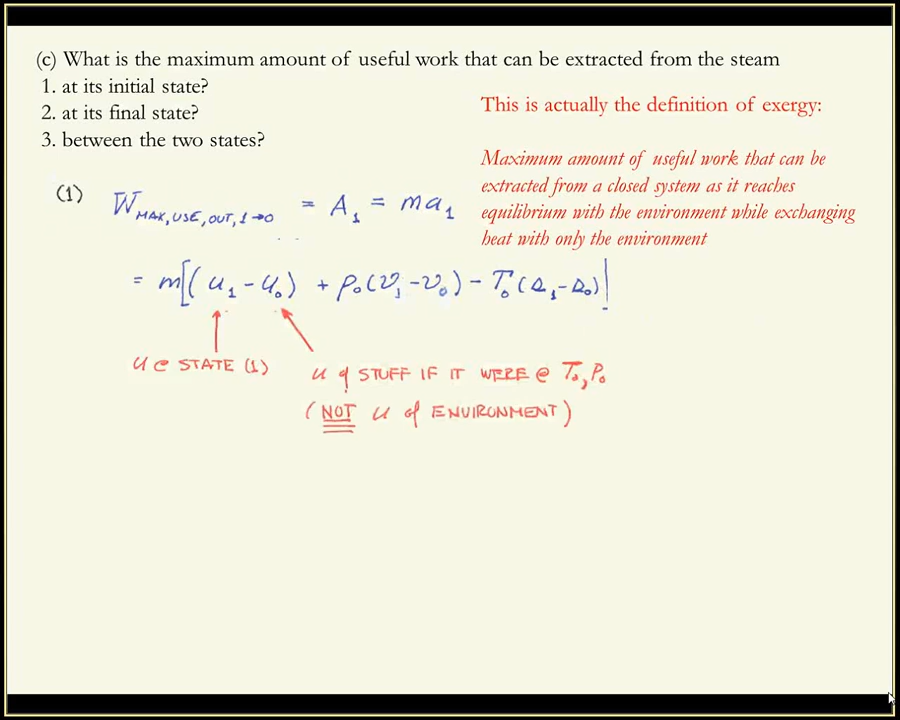 (c) What is the maximum amount of useful work that can be extracted from the steam
1. at its initial state?
2. at its final state?
3. between the two states?
This is actually the definition of exergy:
Maximum amount of useful work that can be
extracted from a closed system as it reaches
equilibrium with the environment while exchanging
heat with only the environment
(1) W_MAX,USE,OUT,1→0 = A₁ = ma₁
= m[(u₁-u₀) + p₀(v₁-v₀) - T₀(s₁-s₀)|
u @ STATE (1)
u of STUFF IF IT WERE @ T₀, P₀
(NOT u of ENVIRONMENT)